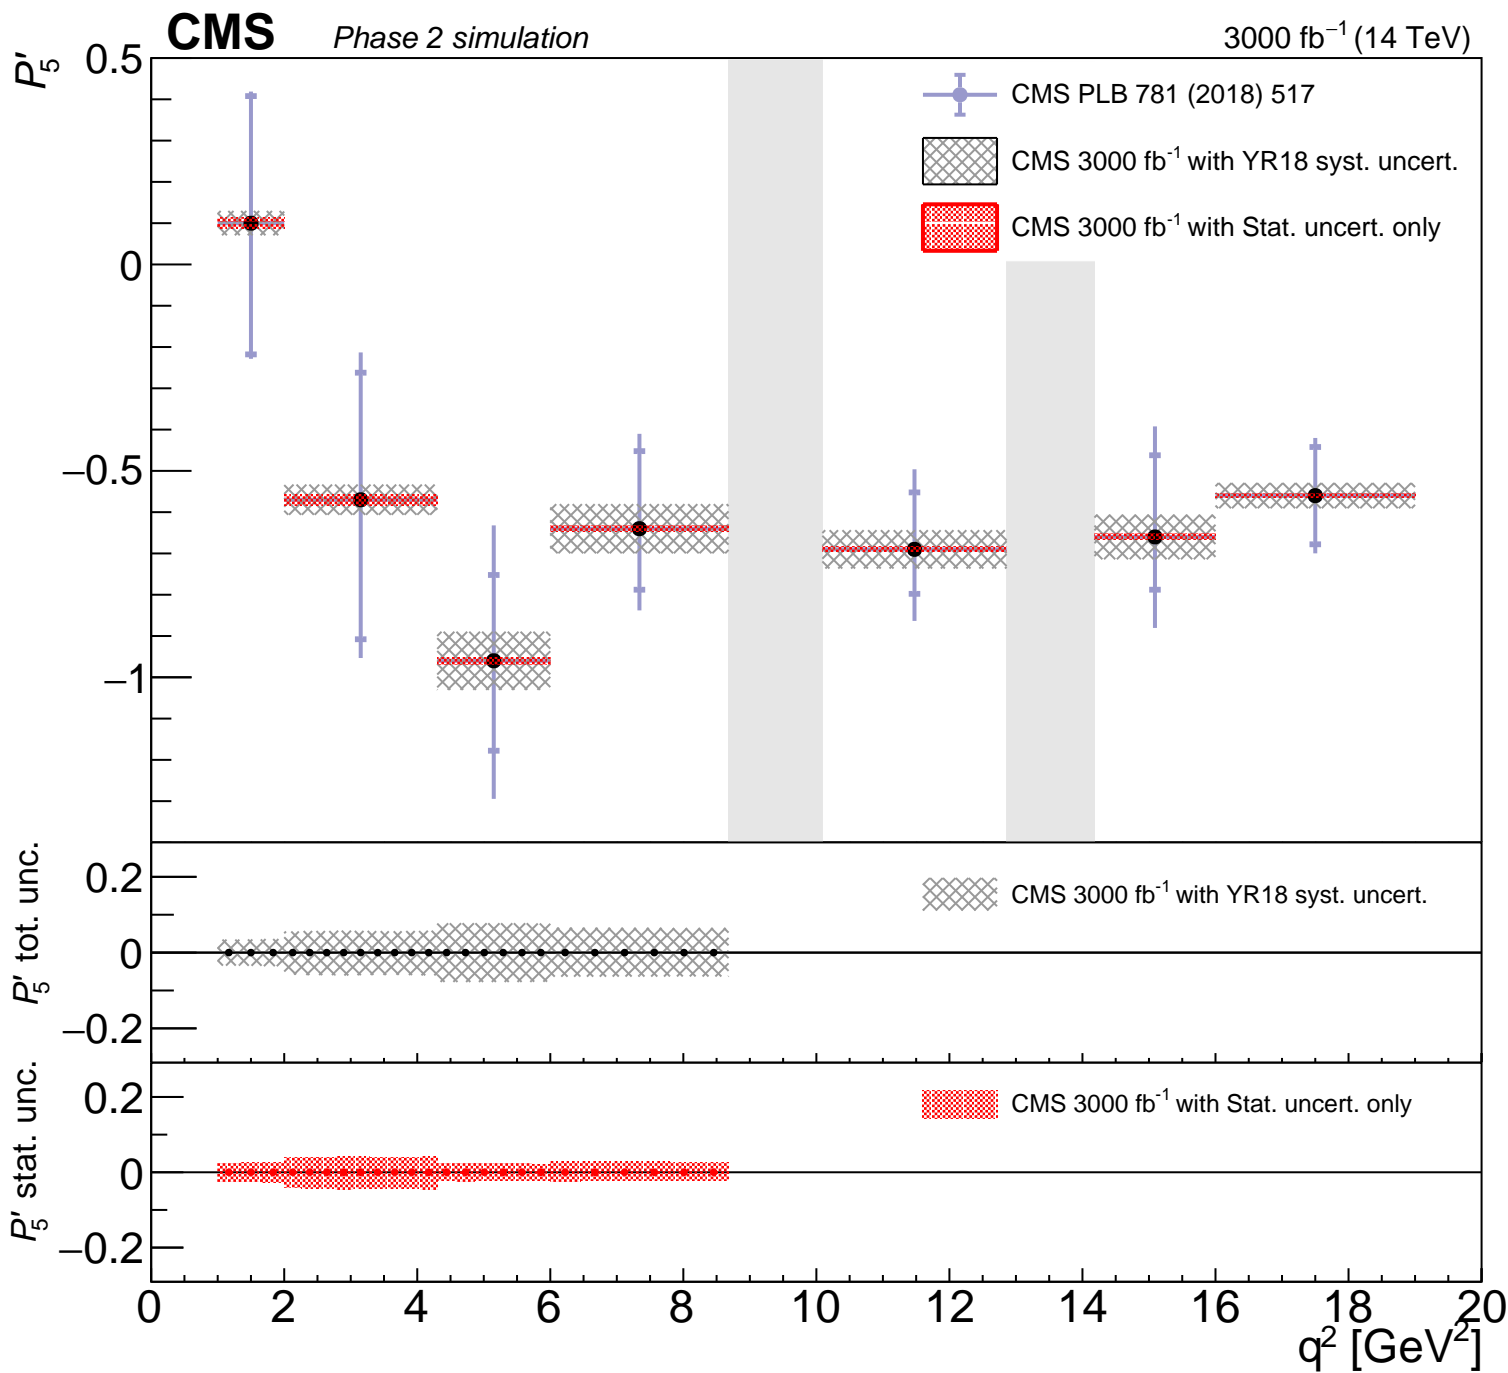 CMS Phase 2 simulation 3000 fb⁻¹ (14 TeV)
P₅′
0.5
0
−0.5
−1
CMS PLB 781 (2018) 517
CMS 3000 fb⁻¹ with YR18 syst. uncert.
CMS 3000 fb⁻¹ with Stat. uncert. only
P₅′ tot. unc.
0.2
0
−0.2
CMS 3000 fb⁻¹ with YR18 syst. uncert.
P₅′ stat. unc.
0.2
0
−0.2
CMS 3000 fb⁻¹ with Stat. uncert. only
0 2 4 6 8 10 12 14 16 18 20
q² [GeV²]